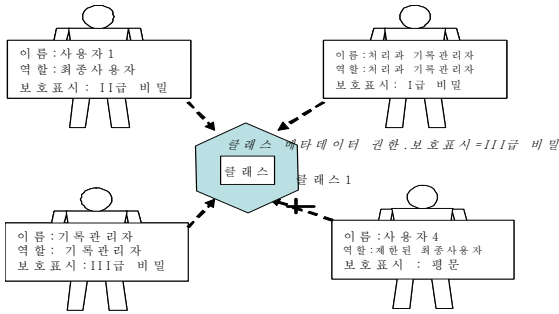 이름:사용자1
역할:최종사용자
보호표시: II급 비밀
이름:처리과 기록관리자
역할:처리과 기록관리자
보호표시: I급 비밀
클래스 메타데이터 권한.보호표시=III급 비밀
클래스
클래스1
이름:기록관리자
역할: 기록관리자
보호표시:III급 비밀
이름:사용자4
역할:제한된 최종사용자
보호표시 : 평문